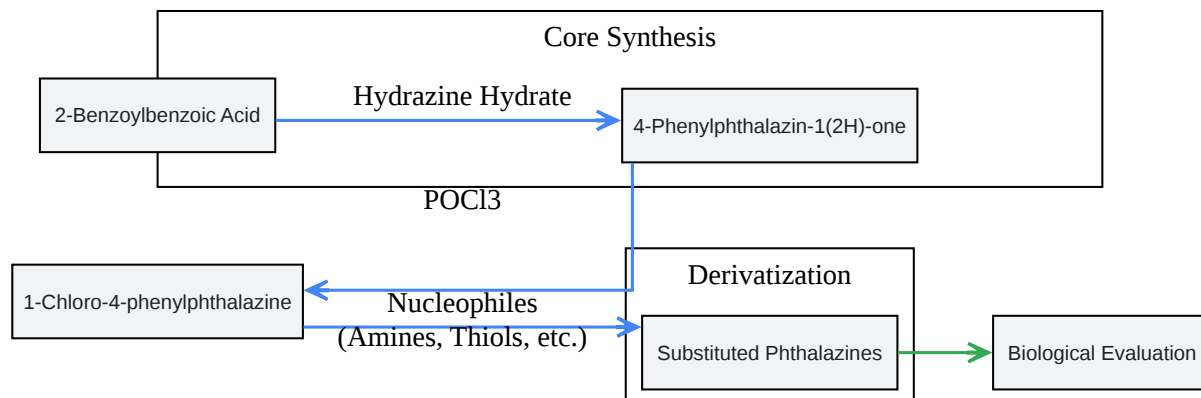 Core Synthesis
Hydrazine Hydrate
2-Benzoylbenzoic Acid
4-Phenylphthalazin-1(2H)-one
POCl3
Derivatization
1-Chloro-4-phenylphthalazine
Nucleophiles
(Amines, Thiols, etc.)
Substituted Phthalazines
Biological Evaluation